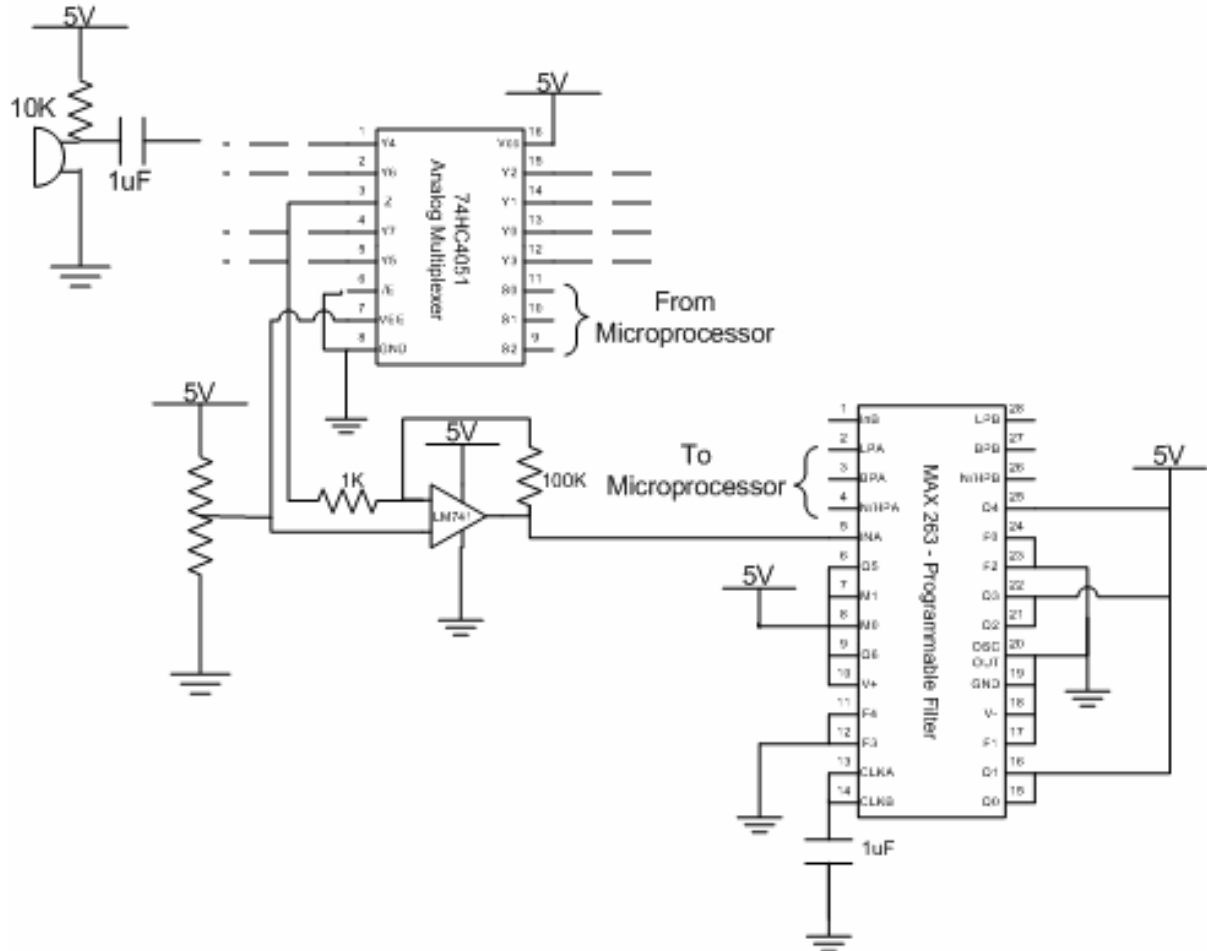 5V
10K
1uF
5V
74HC4051
Analog Multiplexer
1 Y4
2 Y6
3 Z
4 Y7
5 Y5
6 /E
7 VEE
8 GND
16 Vcc
15 Y2
14 Y1
13 Y0
12 Y3
11 S0
10 S1
9 S2
From
Microprocessor
5V
5V
1K
100K
LM741
To
Microprocessor
5V
5V
MAX 263 - Programmable Filter
1 InB
2 LPA
3 BPA
4 N/HPA
5 INA
6 Q5
7 M1
8 M0
9 Q6
10 V+
11 F4
12 F3
13 CLKA
14 CLKB
28 LPB
27 BPB
26 N/HPB
25 Q4
24 F0
23 F2
22 Q3
21 Q2
20 OSC
OUT
19 GND
18 V-
17 F1
16 Q1
15 Q0
1uF